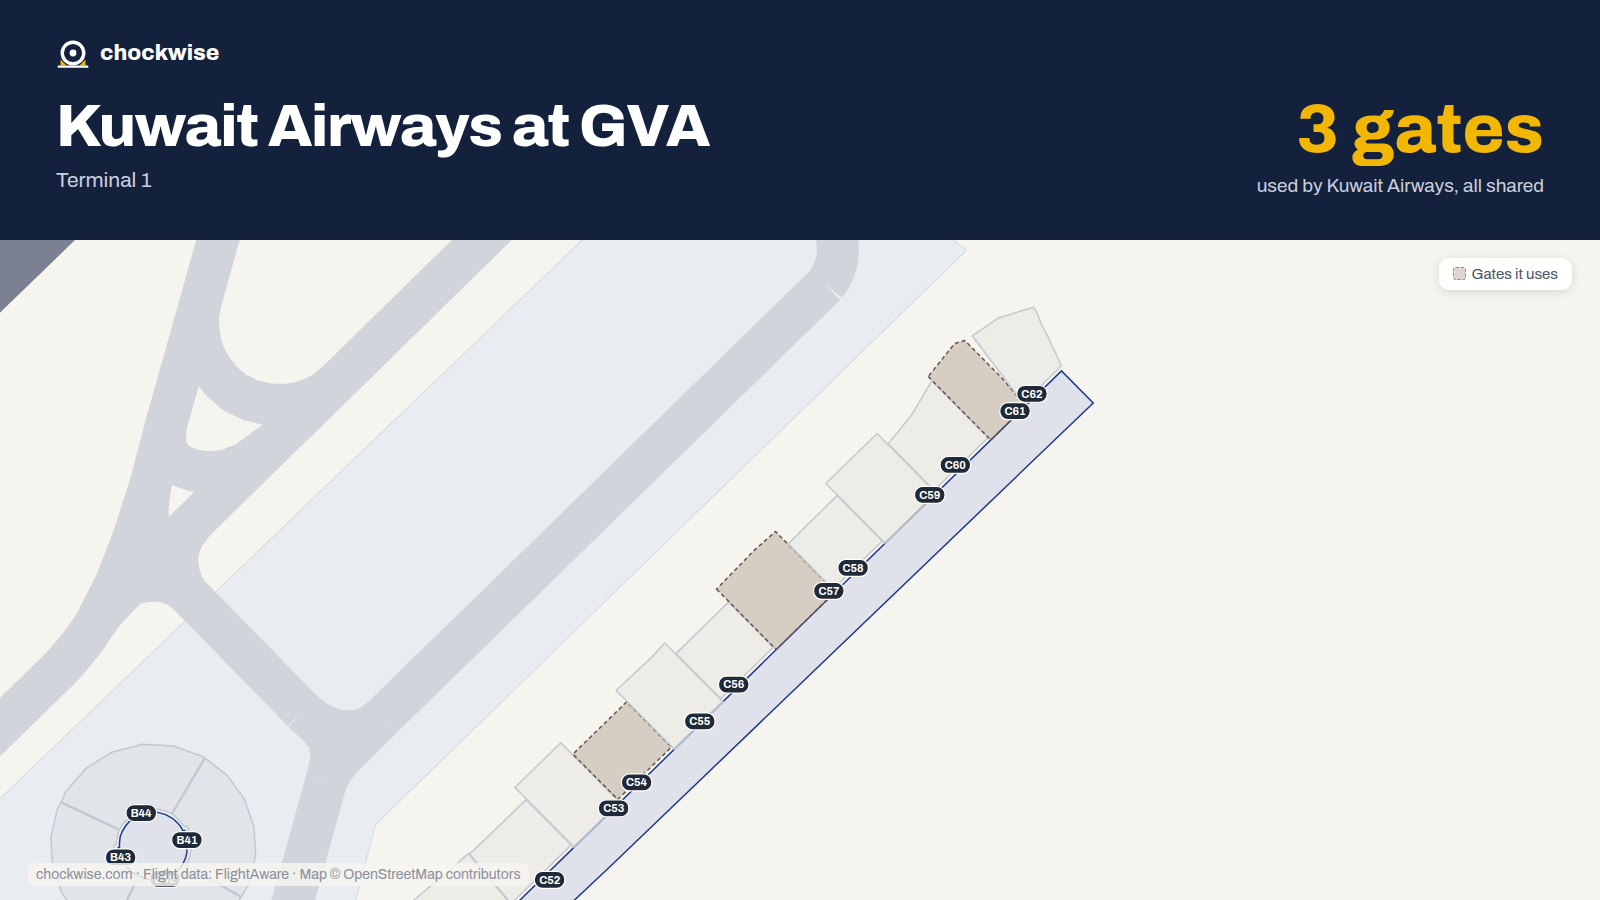 chockwise
Kuwait Airways at GVA
Terminal 1
3 gates
used by Kuwait Airways, all shared
Gates it uses
C62
C61
C60
C59
C58
C57
C56
C55
C54
C53
C52
B44
B41
B43
chockwise.com · Flight data: FlightAware · Map © OpenStreetMap contributors